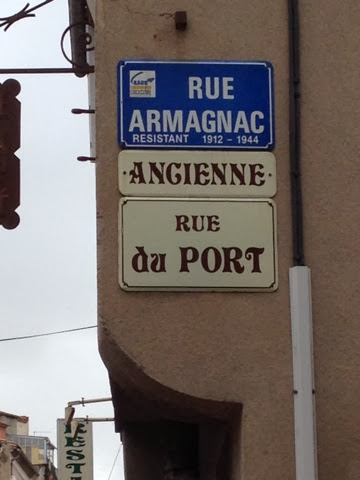 RUE
ARMAGNAC
RESISTANT 1912 - 1944
·ANCIENNE·
RUE
du PORT